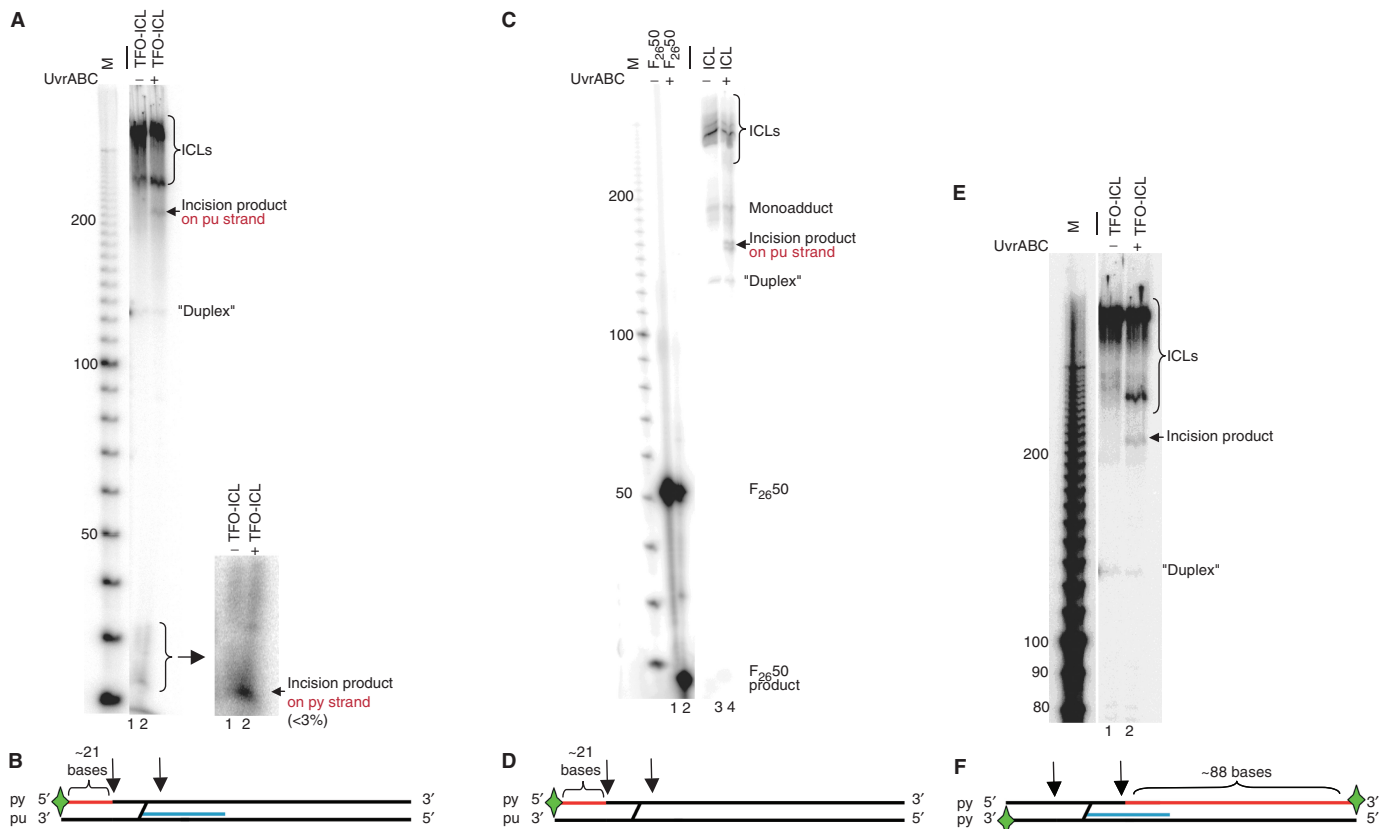 A
M
TFO-ICL
TFO-ICL
UvrABC
– +
ICLs
Incision product
on pu strand
200
"Duplex"
100
50
– TFO-ICL
+ TFO-ICL
Incision product
on py strand
(<3%)
1 2
1 2
B
~21
bases
py 5′ 3′
pu 3′ 5′
C
M
F₂₆50
F₂₆50
ICL
ICL
UvrABC
– + – +
ICLs
200
Monoadduct
Incision product
on pu strand
"Duplex"
100
50
F₂₆50
F₂₆50
product
1 2 3 4
D
~21
bases
py 5′ 3′
pu 3′ 5′
E
M
TFO-ICL
TFO-ICL
UvrABC
– +
ICLs
Incision product
200
"Duplex"
100
90
80
1 2
F
~88 bases
py 5′ 3′
py 3′ 5′